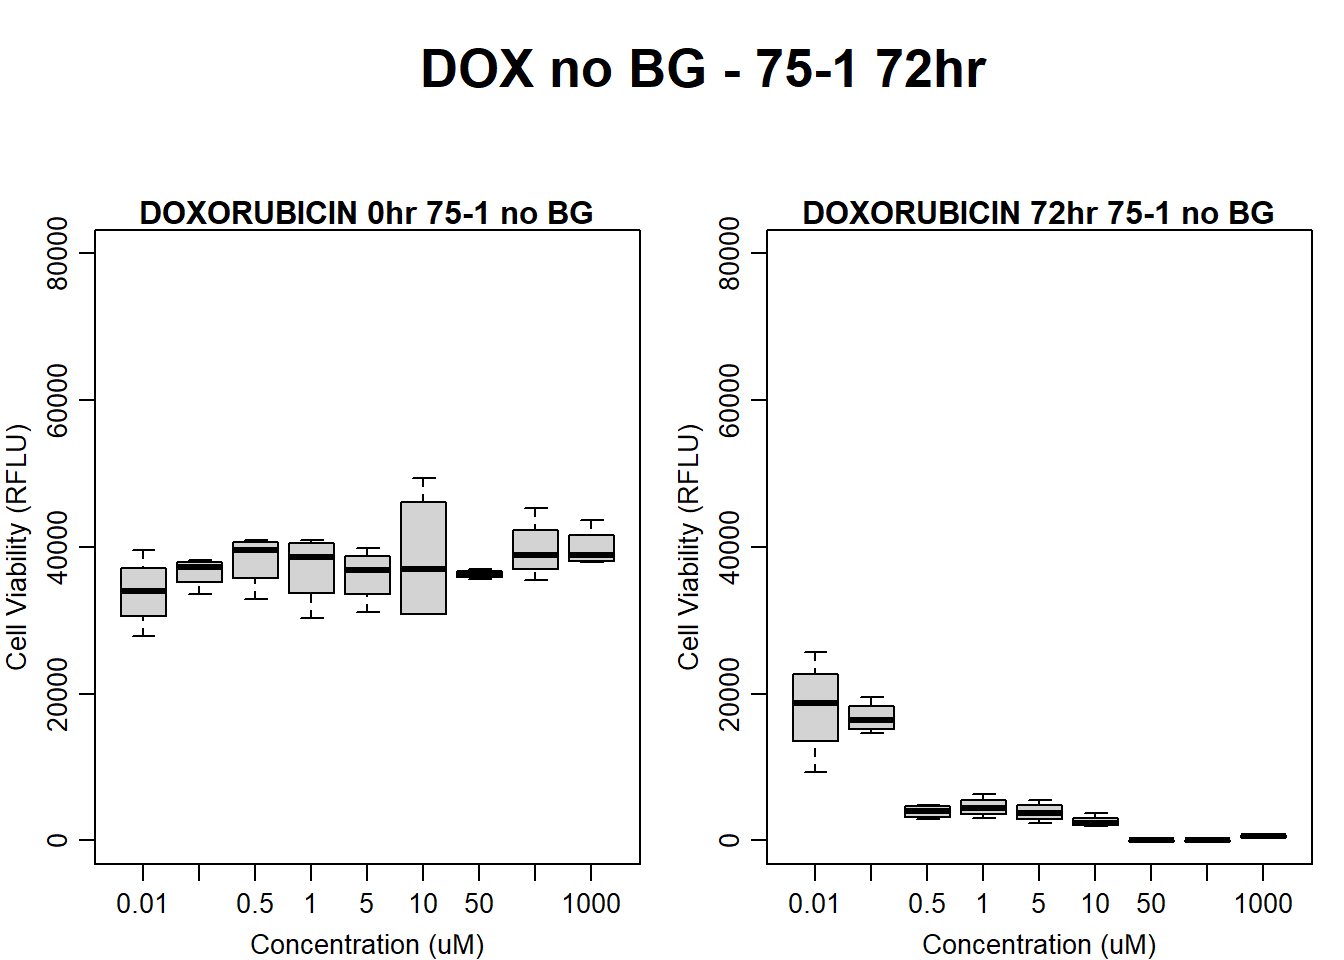 DOX no BG - 75-1 72hr
DOXORUBICIN 0hr 75-1 no BG
80000
60000
40000
20000
0
Cell Viability (RFLU)
0.01 0.5 1 5 10 50 1000
Concentration (uM)
DOXORUBICIN 72hr 75-1 no BG
80000
60000
40000
20000
0
Cell Viability (RFLU)
0.01 0.5 1 5 10 50 1000
Concentration (uM)